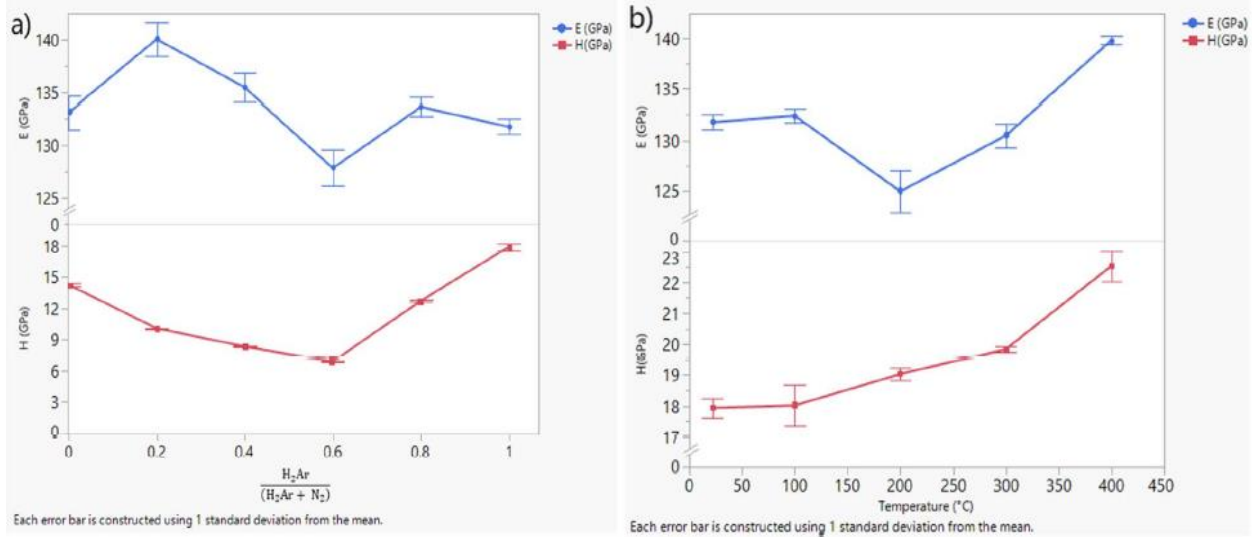 a)
E (GPa)
H(GPa)
140
135
130
125
0
E (GPa)
18
15
12
9
6
3
0
H (GPa)
0 0.2 0.4 0.6 0.8 1
H₂Ar
(H₂Ar + N₂)
Each error bar is constructed using 1 standard deviation from the mean.
b)
E (GPa)
H(GPa)
140
135
130
125
0
E (GPa)
23
22
20
19
18
17
0
0 50 100 150 200 250 300 350 400 450
Temperature (°C)
Each error bar is constructed using 1 standard deviation from the mean.